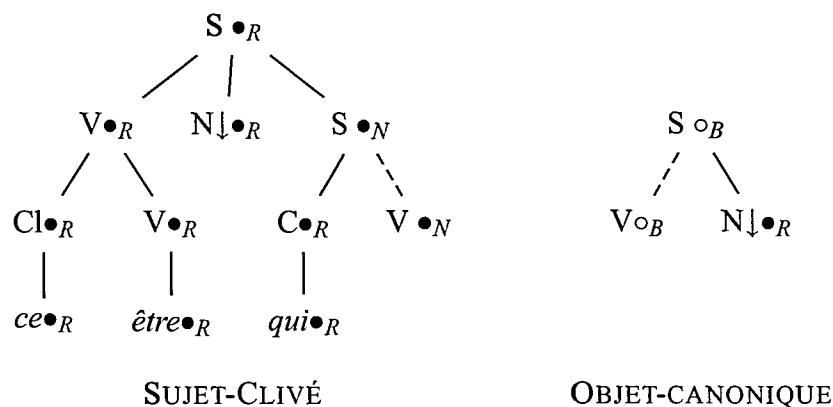 S •R
V•R N↓•R S •N S ∘B
Cl•R V•R C•R V •N V∘B N↓•R
ce•R être•R qui•R
SUJET-CLIVÉ OBJET-CANONIQUE